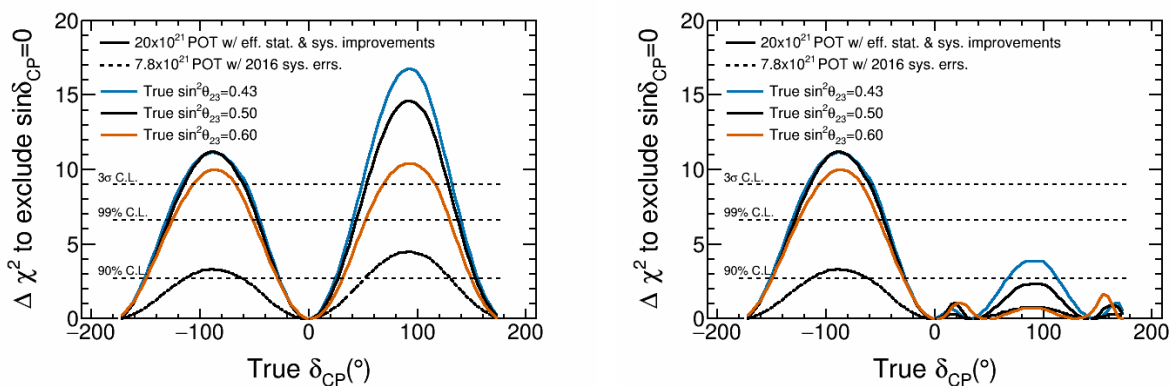 Δ χ² to exclude sinδCP=0
20
15
10
5
0
20x10²¹ POT w/ eff. stat. & sys. improvements
7.8x10²¹ POT w/ 2016 sys. errs.
True sin²θ₂₃=0.43
True sin²θ₂₃=0.50
True sin²θ₂₃=0.60
3σ C.L.
99% C.L.
90% C.L.
−200 −100 0 100 200
True δCP(°)
Δ χ² to exclude sinδCP=0
20
15
10
5
0
20x10²¹ POT w/ eff. stat. & sys. improvements
7.8x10²¹ POT w/ 2016 sys. errs.
True sin²θ₂₃=0.43
True sin²θ₂₃=0.50
True sin²θ₂₃=0.60
3σ C.L.
99% C.L.
90% C.L.
−200 −100 0 100 200
True δCP(°)